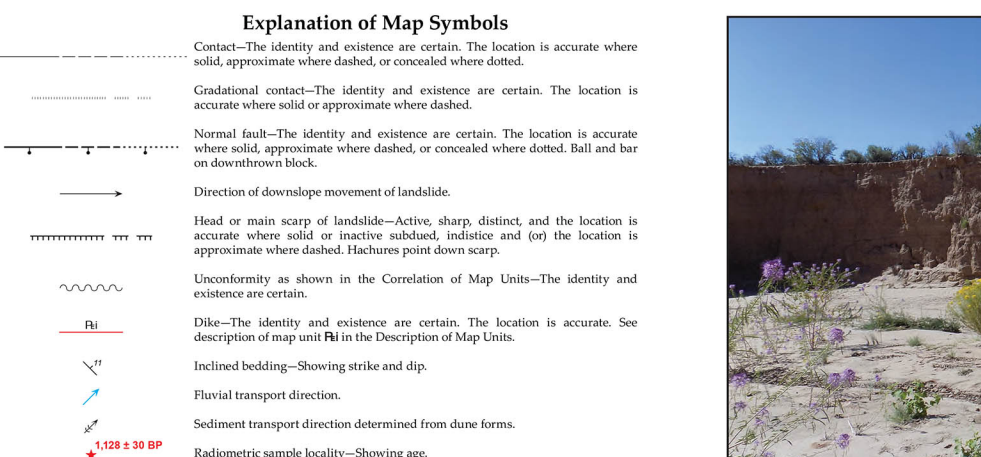 Explanation of Map Symbols
Contact—The identity and existence are certain. The location is accurate where
solid, approximate where dashed, or concealed where dotted.
Gradational contact—The identity and existence are certain. The location is
accurate where solid or approximate where dashed.
Normal fault—The identity and existence are certain. The location is accurate
where solid, approximate where dashed, or concealed where dotted. Ball and bar
on downthrown block.
Direction of downslope movement of landslide.
Head or main scarp of landslide—Active, sharp, distinct, and the location is
accurate where solid or inactive subdued, indistice and (or) the location is
approximate where dashed. Hachures point down scarp.
Unconformity as shown in the Correlation of Map Units—The identity and
existence are certain.
Dike—The identity and existence are certain. The location is accurate. See
description of map unit in the Description of Map Units.
11
Inclined bedding—Showing strike and dip.
Fluvial transport direction.
Sediment transport direction determined from dune forms.
1,128 ± 30 BP
Radiometric sample locality—Showing age.